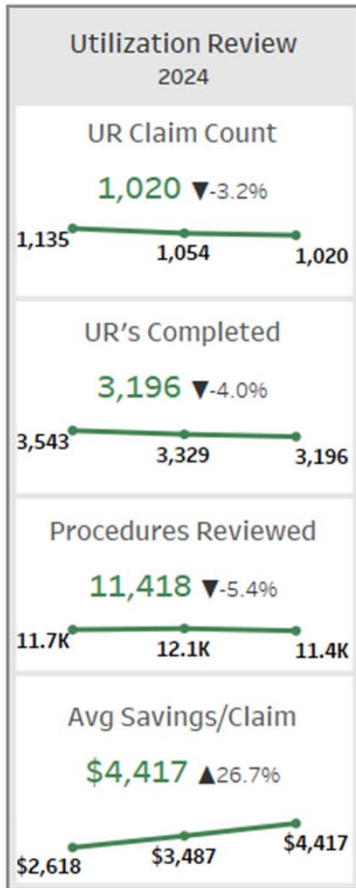 Utilization Review
2024
UR Claim Count
1,020 ▼-3.2%
1,135
1,054
1,020
UR's Completed
3,196 ▼-4.0%
3,543
3,329
3,196
Procedures Reviewed
11,418 ▼-5.4%
11.7K
12.1K
11.4K
Avg Savings/Claim
$4,417 ▲26.7%
$2,618
$3,487
$4,417